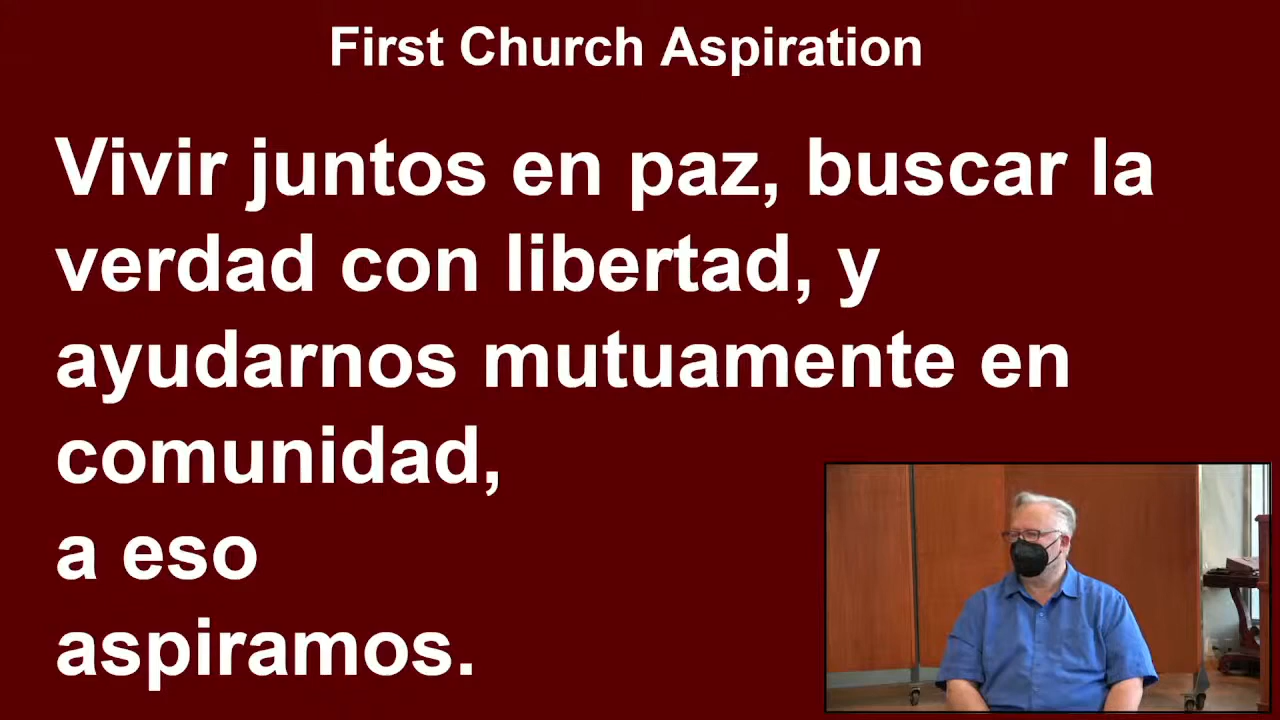 First Church Aspiration
Vivir juntos en paz, buscar la
verdad con libertad, y
ayudarnos mutuamente en
comunidad,
a eso
aspiramos.